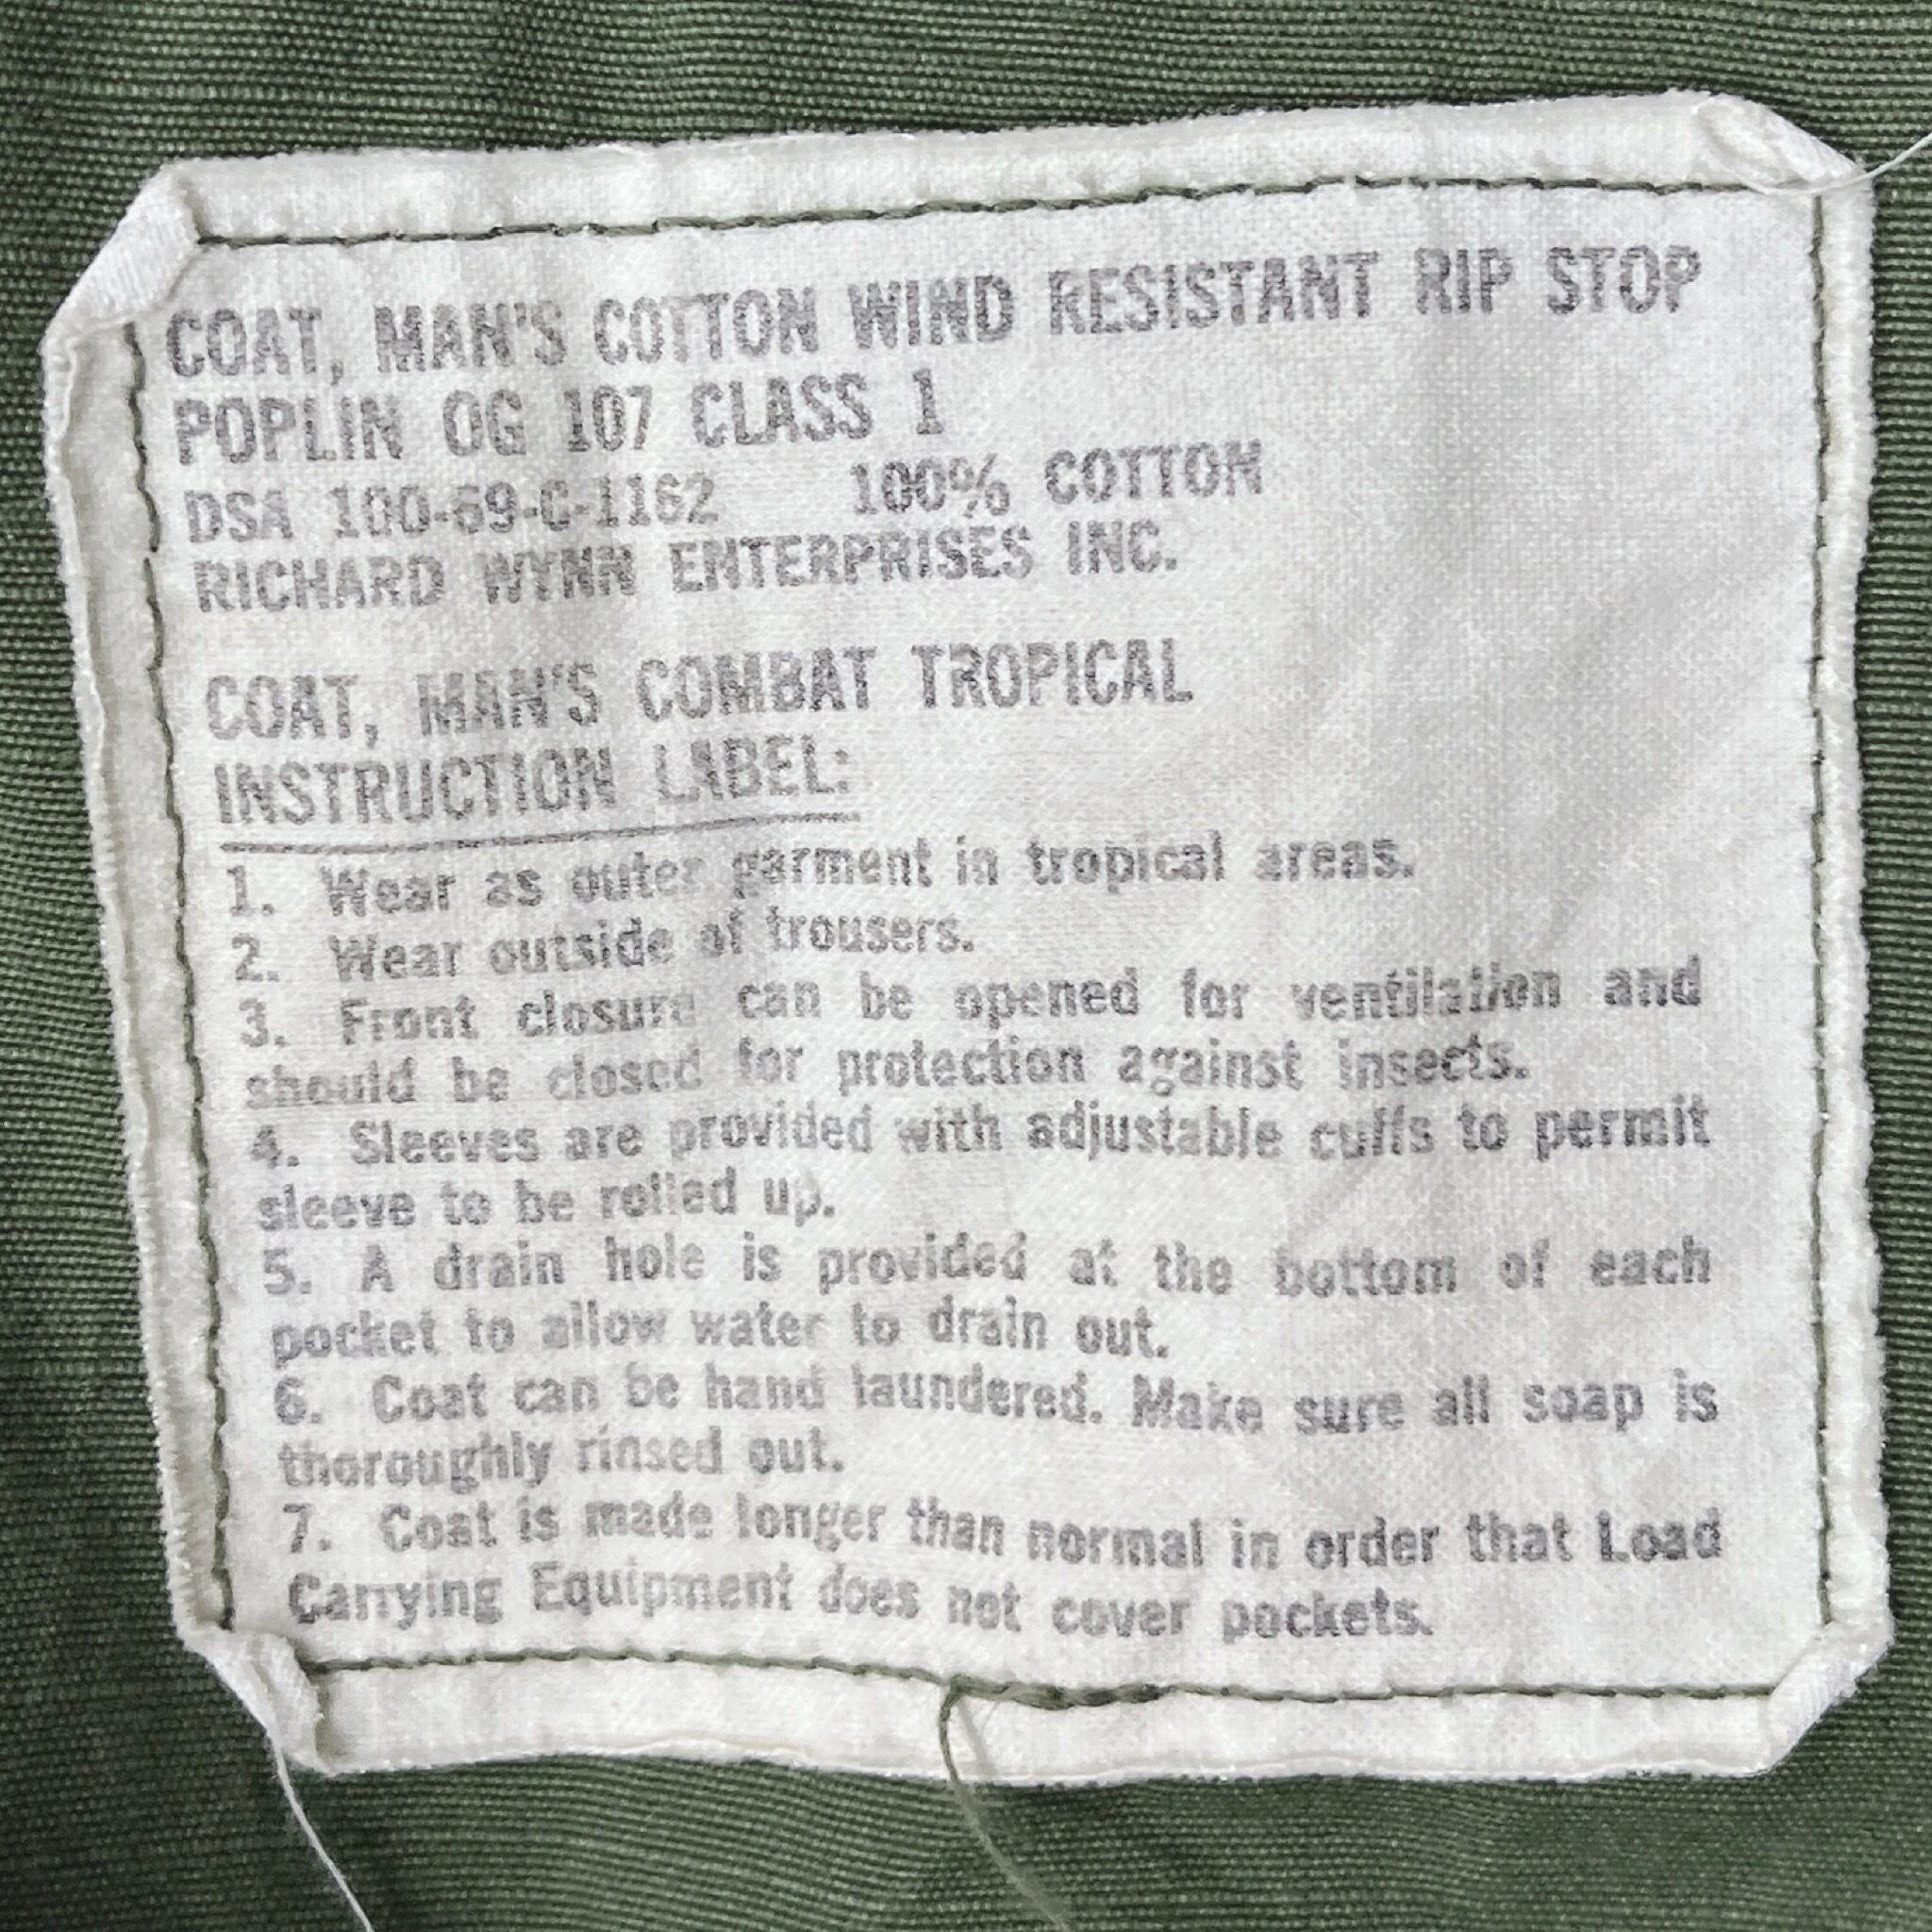 COAT, MAN'S COTTON WIND RESISTANT RIP STOP
POPLIN OG 107 CLASS 1
DSA 100-69-C-1162 100% COTTON
RICHARD WYNN ENTERPRISES INC.
COAT, MAN'S COMBAT TROPICAL
INSTRUCTION LABEL:
1. Wear as outer garment in tropical areas.
2. Wear outside of trousers.
3. Front closure can be opened for ventilation and
should be closed for protection against insects.
4. Sleeves are provided with adjustable cuffs to permit
sleeve to be rolled up.
5. A drain hole is provided at the bottom of each
pocket to allow water to drain out.
6. Coat can be hand laundered. Make sure all soap is
thoroughly rinsed out.
7. Coat is made longer than normal in order that Load
Carrying Equipment does not cover pockets.